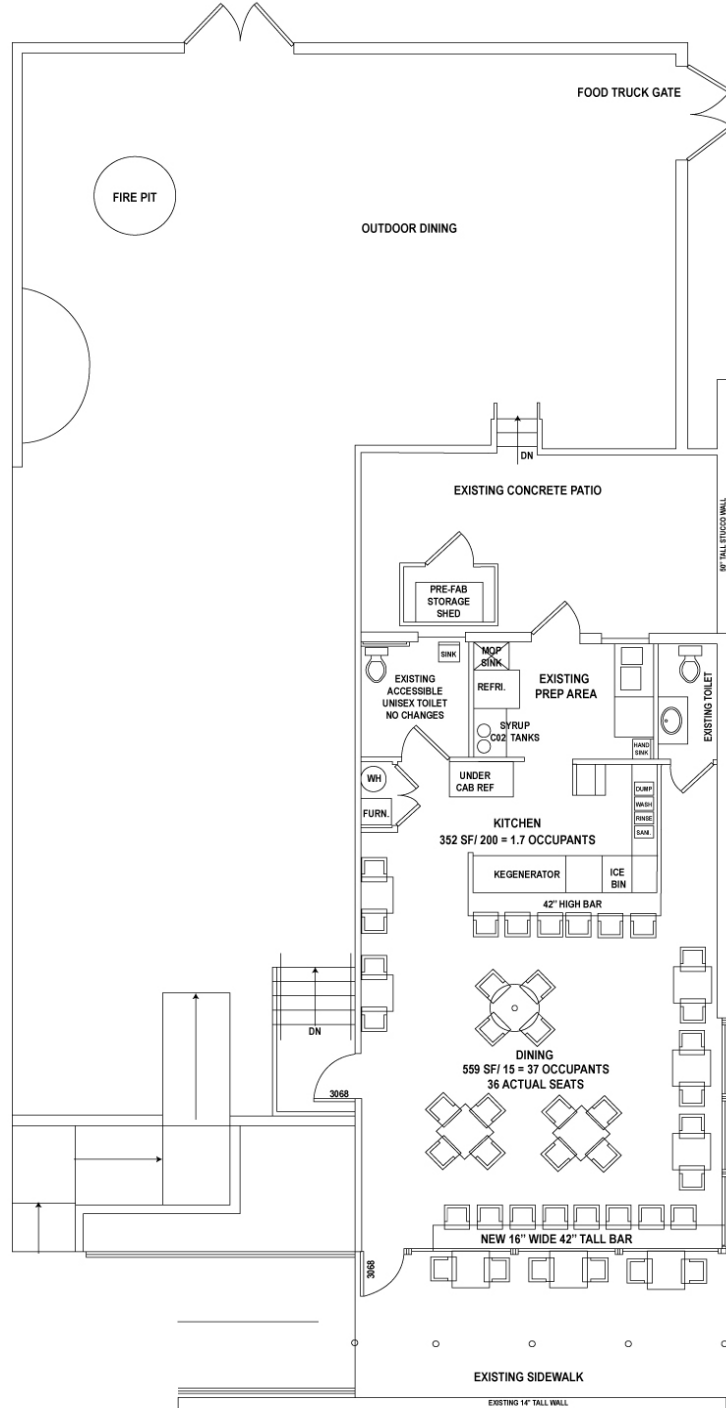 FOOD TRUCK GATE
FIRE PIT
OUTDOOR DINING
DN
EXISTING CONCRETE PATIO
50" TALL STUCCO WALL
PRE-FAB
STORAGE
SHED
SINK
MOP
SINK
EXISTING
ACCESSIBLE
UNISEX TOILET
NO CHANGES
REFRI.
EXISTING
PREP AREA
EXISTING TOILET
SYRUP
C02 TANKS
HAND
SINK
WH
UNDER
CAB REF
FURN.
DUMP
WASH
RINSE
SANI.
KITCHEN
352 SF/ 200 = 1.7 OCCUPANTS
KEGENERATOR
ICE
BIN
42" HIGH BAR
DN
DINING
559 SF/ 15 = 37 OCCUPANTS
36 ACTUAL SEATS
3068
NEW 16" WIDE 42" TALL BAR
3068
EXISTING SIDEWALK
EXISTING 14" TALL WALL